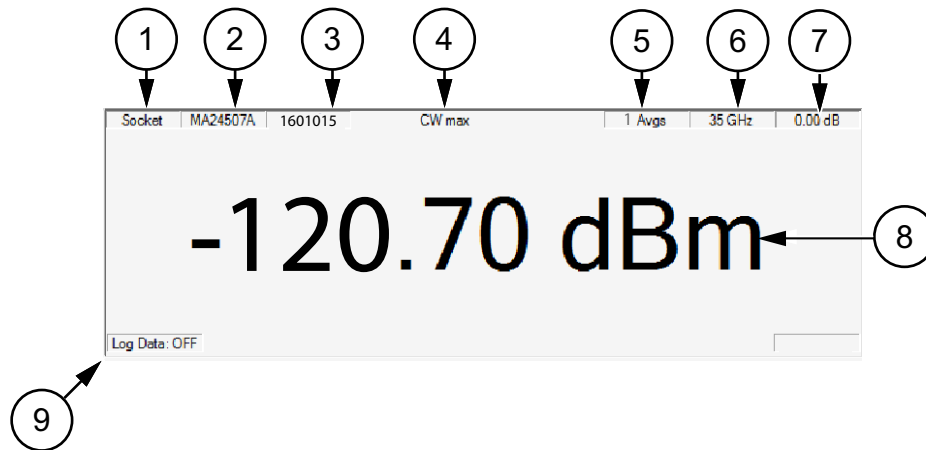 1 2 3 4 5 6 7
Socket MA24507A 1601015 CW max 1 Avgs 35 GHz 0.00 dB
-120.70 dBm 8
Log Data: OFF
9